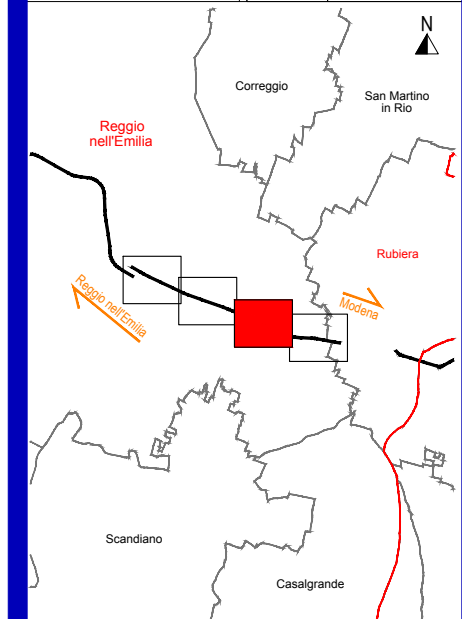 N
Correggio
San Martino
in Rio
Reggio
nell'Emilia
Rubiera
Reggio nell'Emilia
Modena
Scandiano
Casalgrande